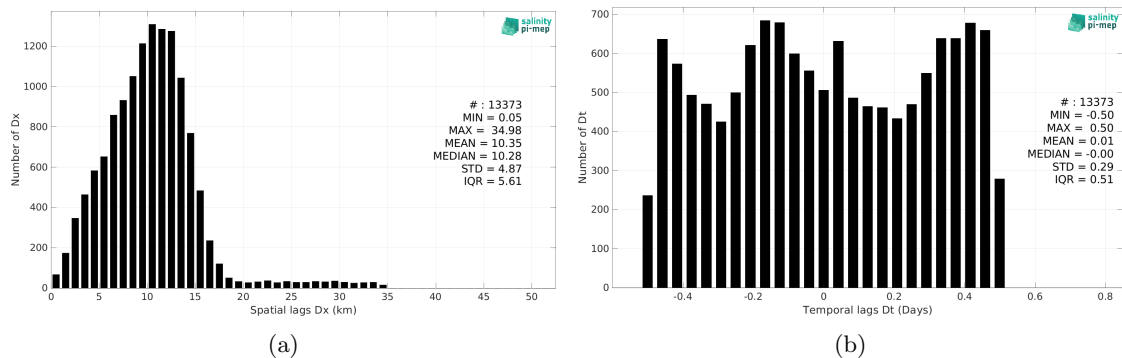 1200
1000
800
600
400
200
0
0 5 10 15 20 25 30 35 40 45 50
Number of Dx
Spatial lags Dx (km)
salinity
pi-mep
# : 13373
MIN = 0.05
MAX = 34.98
MEAN = 10.35
MEDIAN = 10.28
STD = 4.87
IQR = 5.61
(a)
700
600
500
400
300
200
100
0
-0.4 -0.2 0 0.2 0.4 0.6 0.8
Number of Dt
Temporal lags Dt (Days)
salinity
pi-mep
# : 13373
MIN = -0.50
MAX = 0.50
MEAN = 0.01
MEDIAN = -0.00
STD = 0.29
IQR = 0.51
(b)